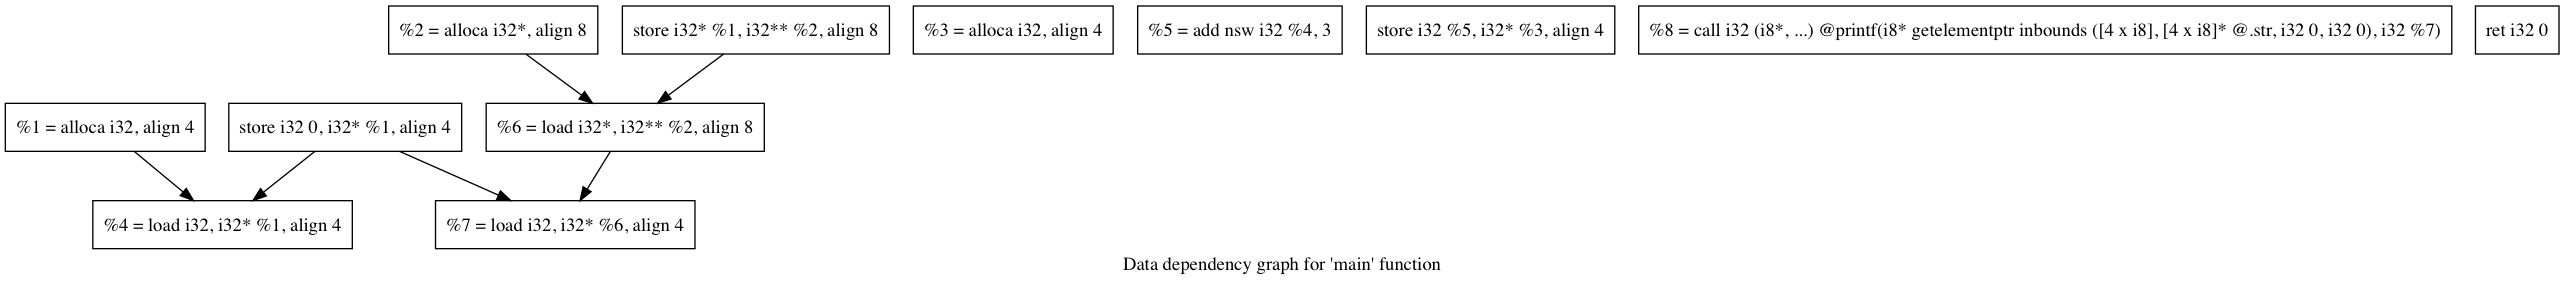 %2 = alloca i32*, align 8
store i32* %1, i32** %2, align 8
%3 = alloca i32, align 4
%5 = add nsw i32 %4, 3
store i32 %5, i32* %3, align 4
%8 = call i32 (i8*, ...) @printf(i8* getelementptr inbounds ([4 x i8], [4 x i8]* @.str, i32 0, i32 0), i32 %7)
ret i32 0
%1 = alloca i32, align 4
store i32 0, i32* %1, align 4
%6 = load i32*, i32** %2, align 8
%4 = load i32, i32* %1, align 4
%7 = load i32, i32* %6, align 4
Data dependency graph for 'main' function